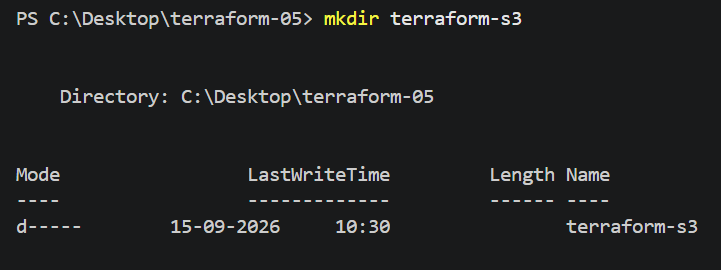 PS C:\Desktop\terraform-05> mkdir terraform-s3
Directory: C:\Desktop\terraform-05
Mode                 LastWriteTime         Length Name
----                 -------------         ------ ----
d-----        15-09-2026     10:30                terraform-s3